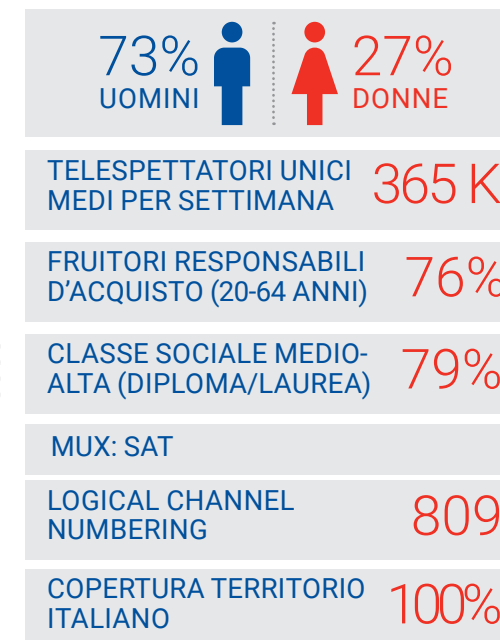 73%
UOMINI
27%
DONNE
TELESPETTATORI UNICI
MEDI PER SETTIMANA
365 K
FRUITORI RESPONSABILI
D'ACQUISTO (20-64 ANNI)
76%
CLASSE SOCIALE MEDIO-
ALTA (DIPLOMA/LAUREA)
79%
MUX: SAT
LOGICAL CHANNEL
NUMBERING
809
COPERTURA TERRITORIO
ITALIANO
100%